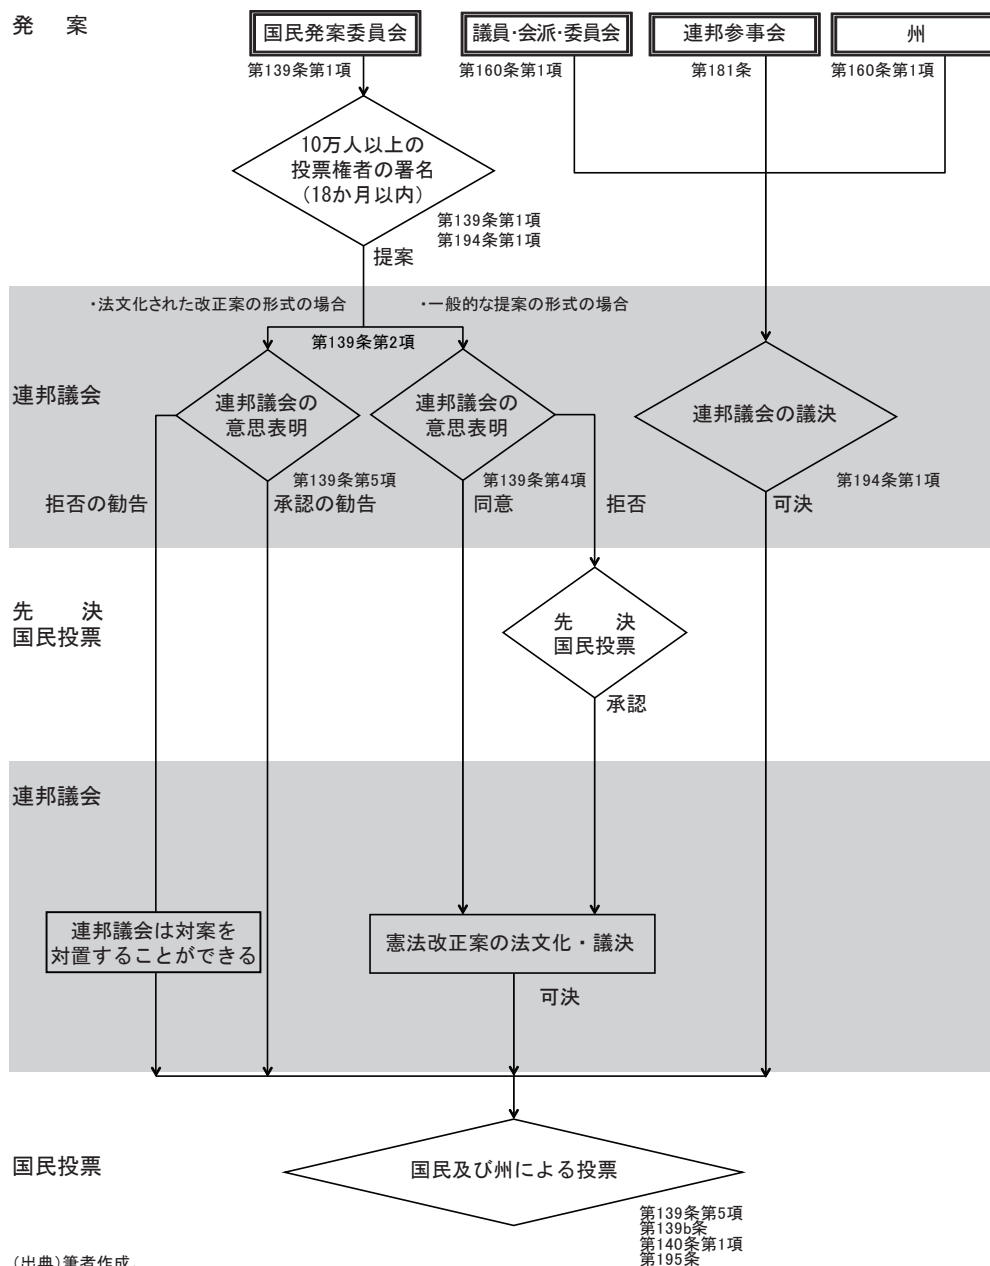 発　案
国民発案委員会
議員・会派・委員会
連邦参事会
州
第139条第1項
第160条第1項
第181条
第160条第1項
10万人以上の
投票権者の署名
（18か月以内）
第139条第1項
第194条第1項
提案
・法文化された改正案の形式の場合
・一般的な提案の形式の場合
第139条第2項
連邦議会
連邦議会の
意思表明
連邦議会の
意思表明
連邦議会の議決
第139条第5項
第139条第4項
第194条第1項
拒否の勧告
承認の勧告
同意
拒否
可決
先　　決
国民投票
先　　決
国民投票
承認
連邦議会
連邦議会は対案を
対置することができる
憲法改正案の法文化・議決
可決
国民投票
国民及び州による投票
第139条第5項
第139b条
第140条第1項
第195条
（出典）筆者作成。